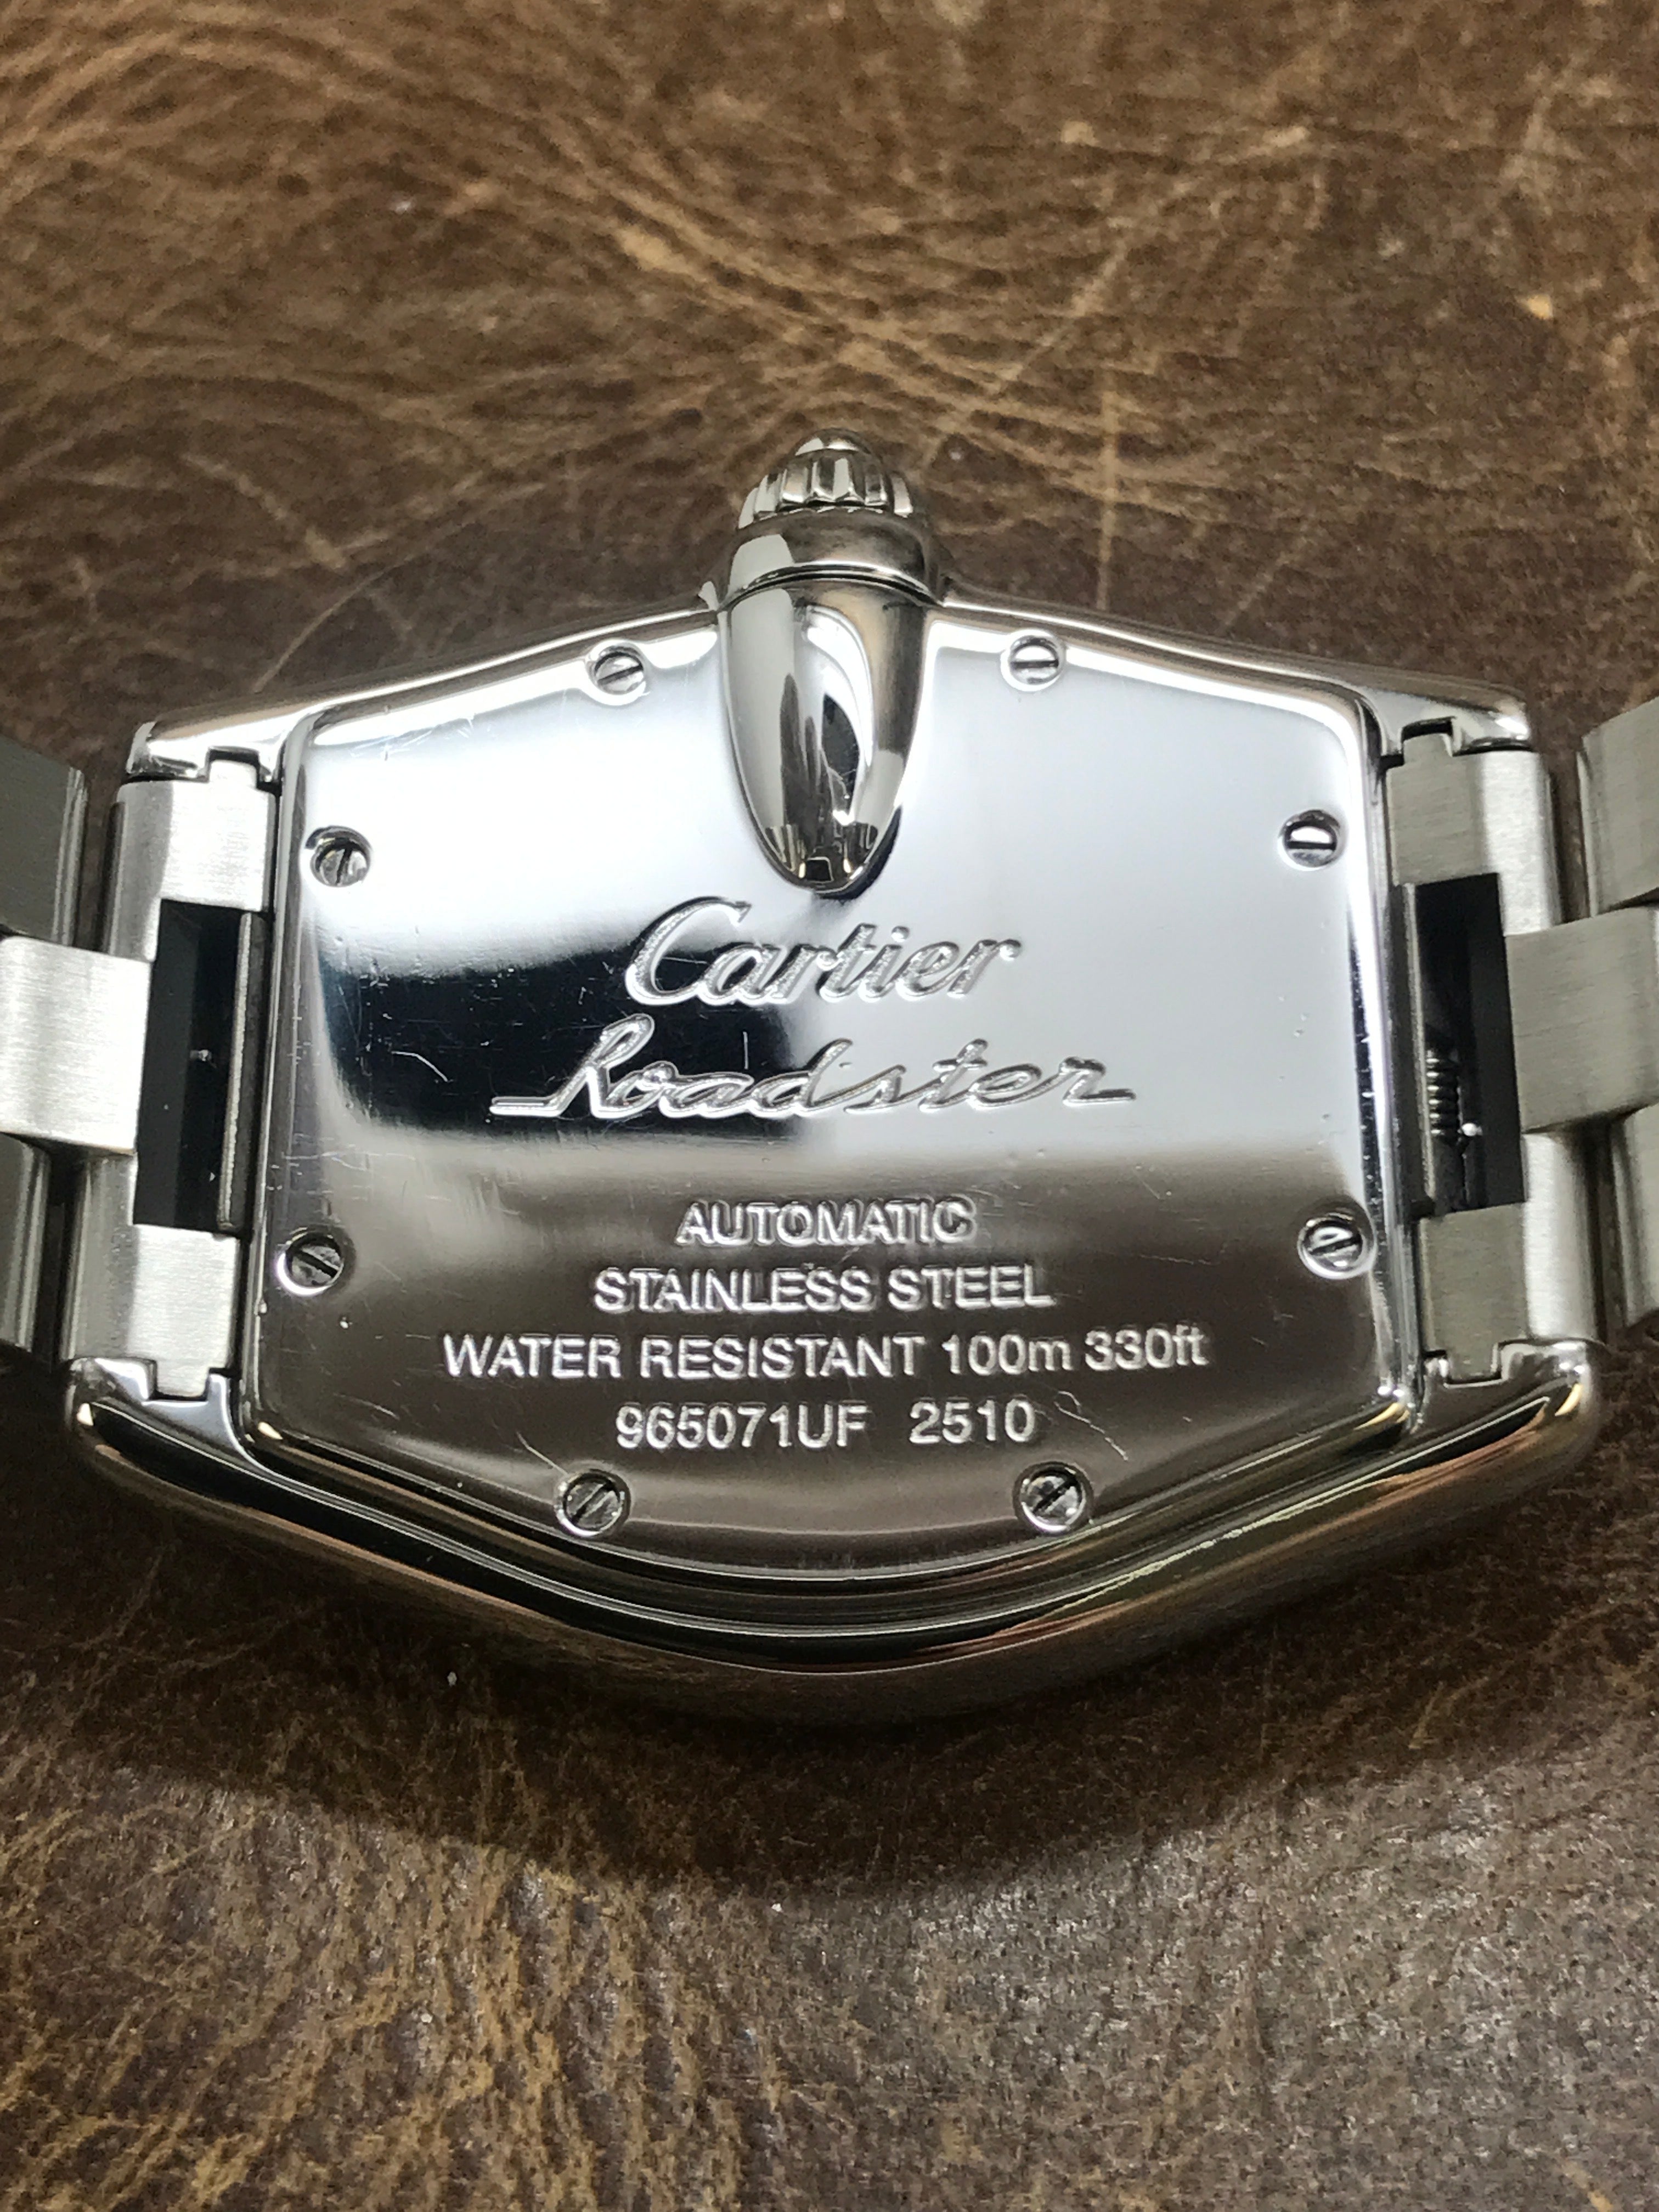 Cartier
Roadster
AUTOMATIC
STAINLESS STEEL
WATER RESISTANT 100m 330ft
965071UF 2510